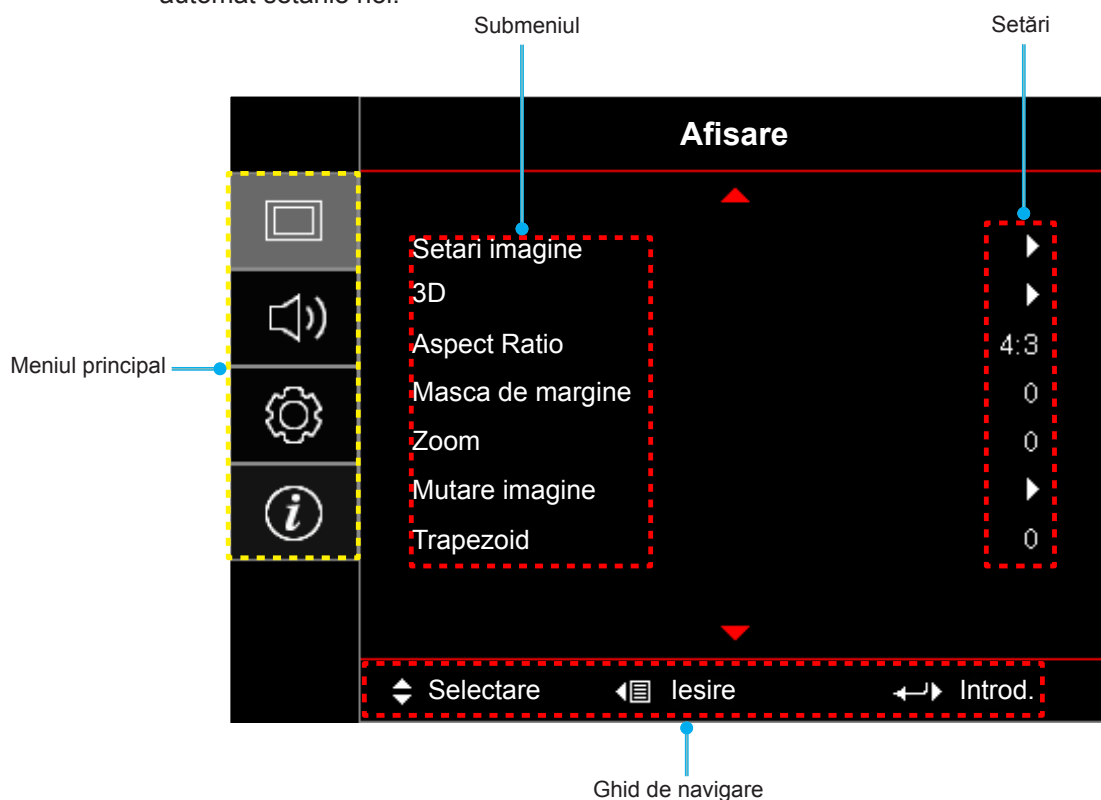 Submeniul
Setări
Afisare
Setari imagine
3D
Aspect Ratio
4:3
Masca de margine
0
Zoom
0
Mutare imagine
Trapezoid
0
Meniul principal
Selectare
Iesire
Introd.
Ghid de navigare